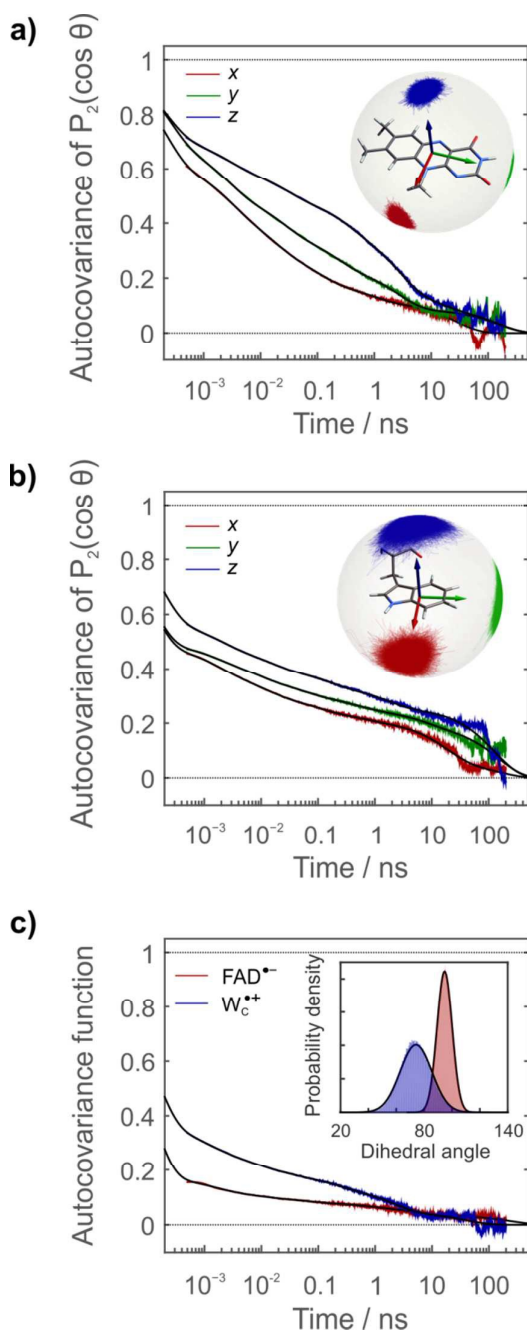 a)
Autocovariance of P₂(cos θ)
1
0.8
0.6
0.4
0.2
0
x
y
z
10⁻³ 10⁻² 0.1 1 10 100
Time / ns
b)
Autocovariance of P₂(cos θ)
1
0.8
0.6
0.4
0.2
0
x
y
z
10⁻³ 10⁻² 0.1 1 10 100
Time / ns
c)
Autocovariance function
1
0.8
0.6
0.4
0.2
0
FAD•−
W_C•+
Probability density
20 80 140
Dihedral angle
10⁻³ 10⁻² 0.1 1 10 100
Time / ns